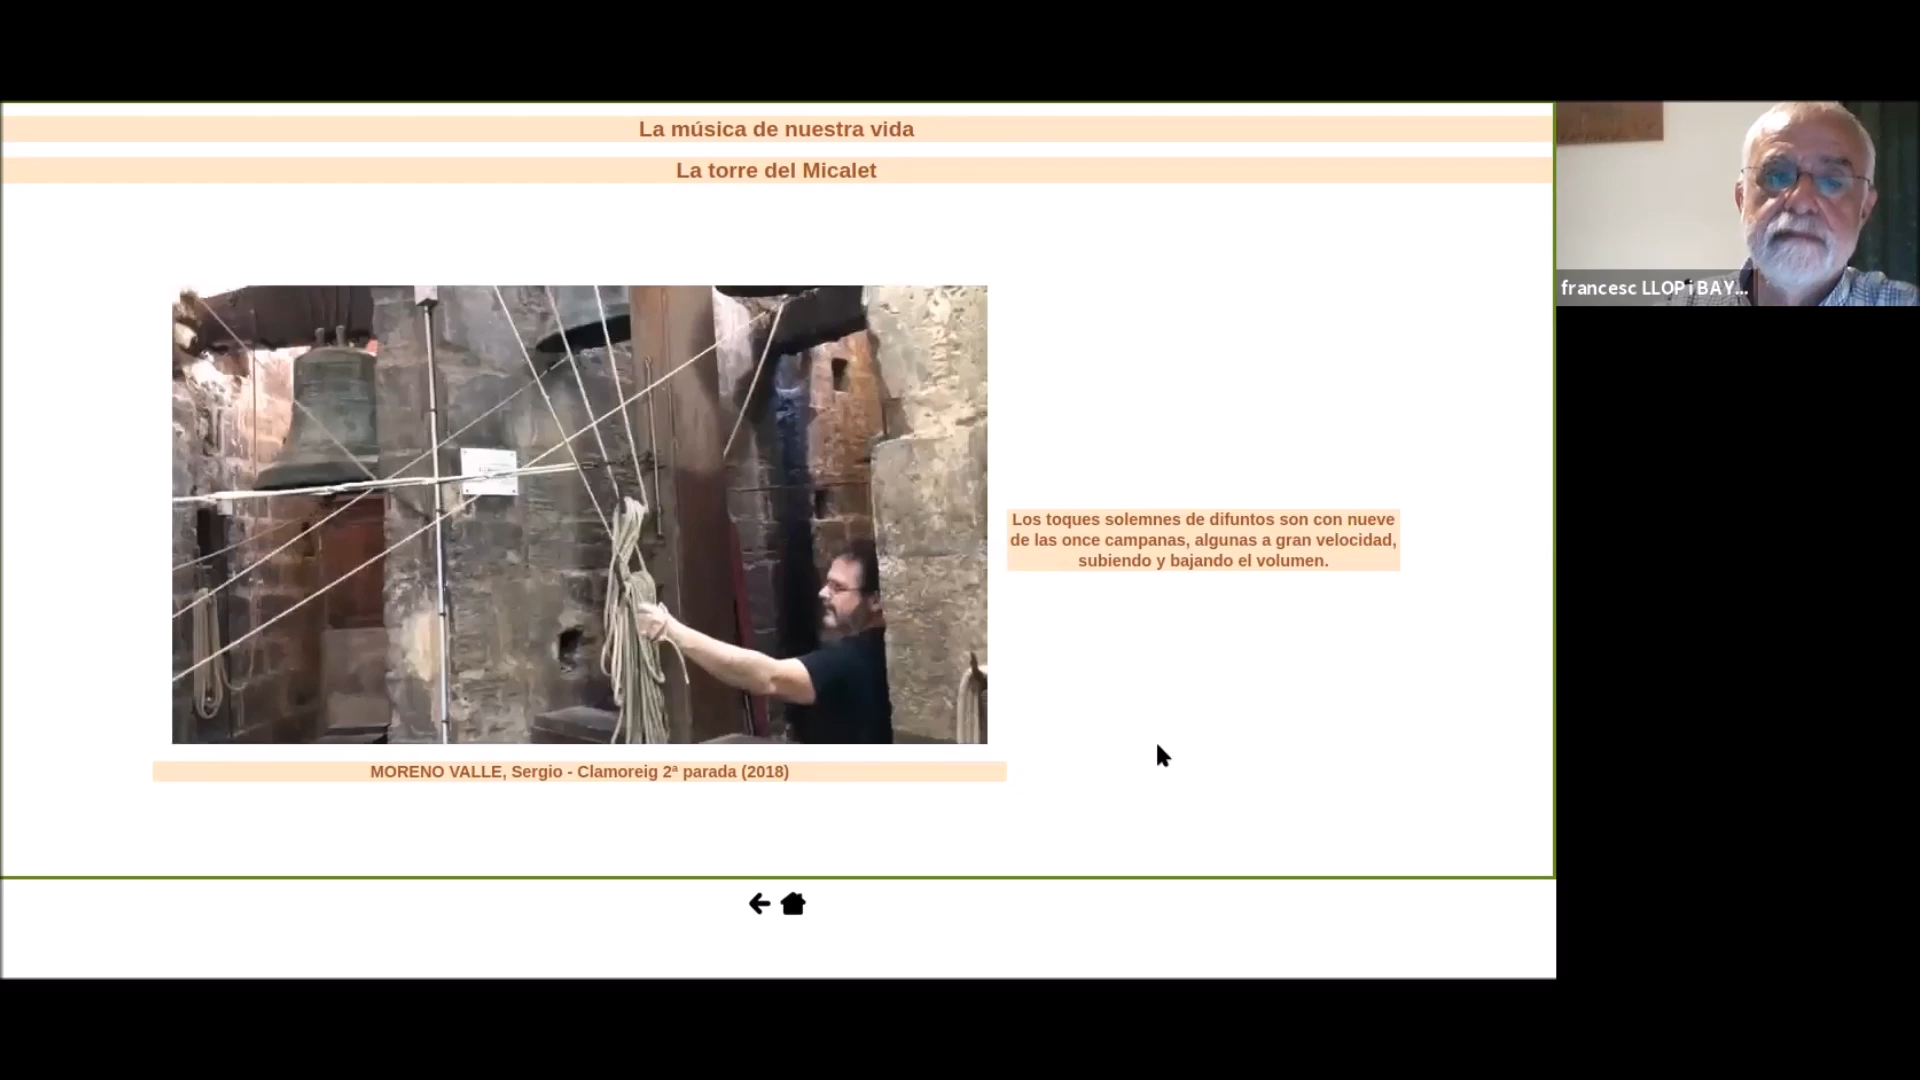 La música de nuestra vida
La torre del Micalet
francesc LLOP i BAY...
Los toques solemnes de difuntos son con nueve
de las once campanas, algunas a gran velocidad,
subiendo y bajando el volumen.
MORENO VALLE, Sergio - Clamoreig 2ª parada (2018)